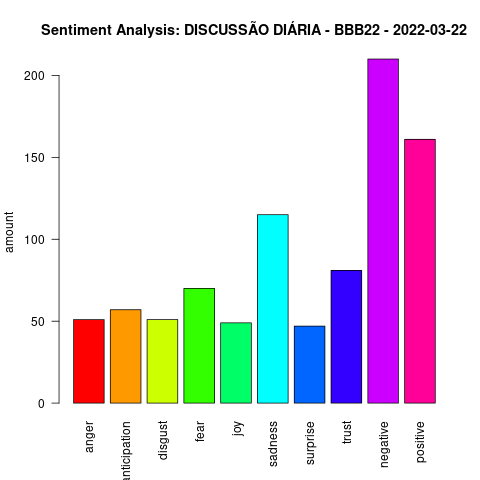 Sentiment Analysis: DISCUSSÃO DIÁRIA - BBB22 - 2022-03-22
amount
200
150
100
50
0
anger
nticipation
disgust
fear
joy
sadness
surprise
trust
negative
positive